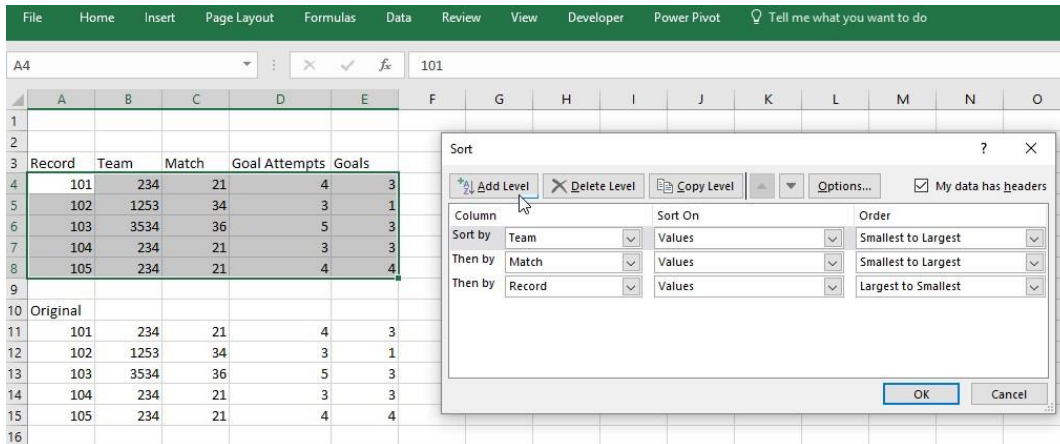 File Home Insert Page Layout Formulas Data Review View Developer Power Pivot Tell me what you want to do
A4 fx 101
A B C D E F G H I J K L M N O
1
2
3 Record Team Match Goal Attempts Goals
4 101 234 21 4 3
5 102 1253 34 3 1
6 103 3534 36 5 3
7 104 234 21 3 3
8 105 234 21 4 4
9
10 Original
11 101 234 21 4 3
12 102 1253 34 3 1
13 103 3534 36 5 3
14 104 234 21 3 3
15 105 234 21 4 4
16
Sort ?
Add Level Delete Level Copy Level Options... My data has headers
Column Sort On Order
Sort by Team Values Smallest to Largest
Then by Match Values Smallest to Largest
Then by Record Values Largest to Smallest
OK Cancel